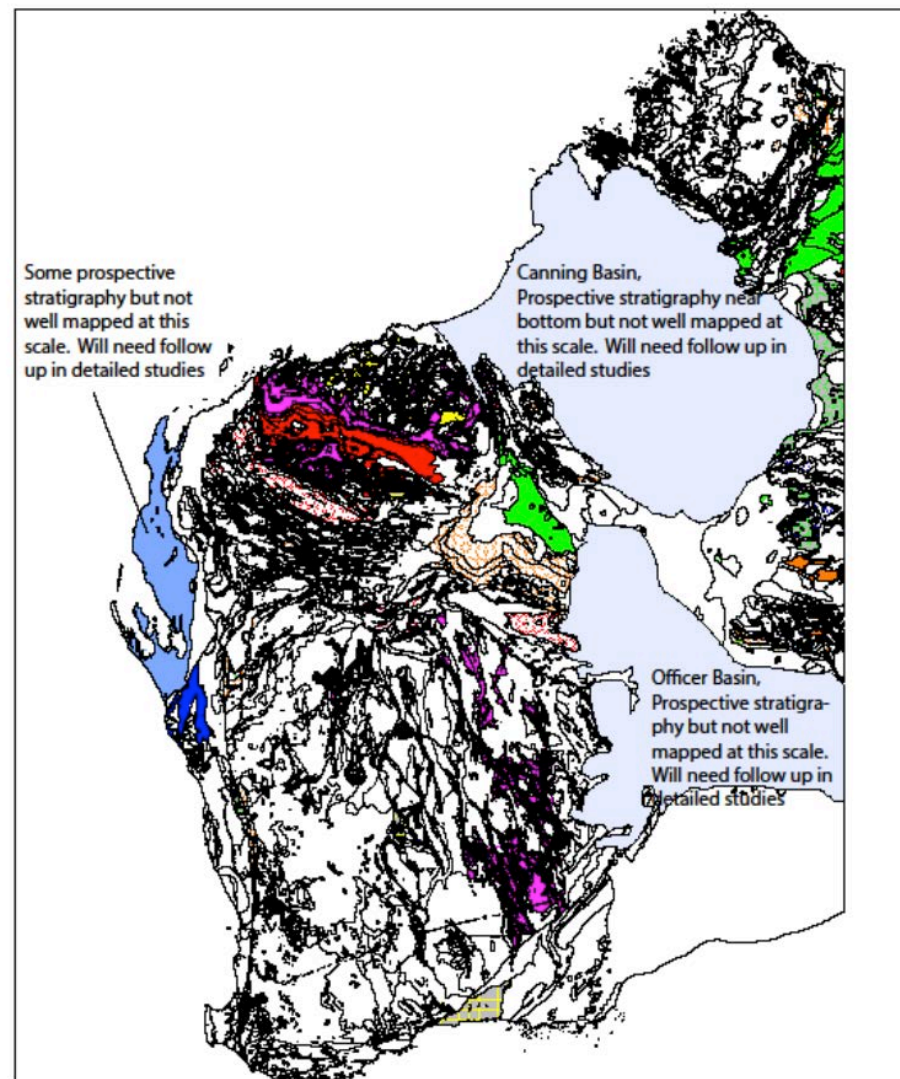 Some prospective
stratigraphy but not
well mapped at this
scale. Will need follow
up in detailed studies
Canning Basin,
Prospective stratigraphy near
bottom but not well mapped at
this scale. Will need follow up in
detailed studies
Officer Basin,
Prospective stratigra-
phy but not well
mapped at this scale.
Will need follow up in
detailed studies